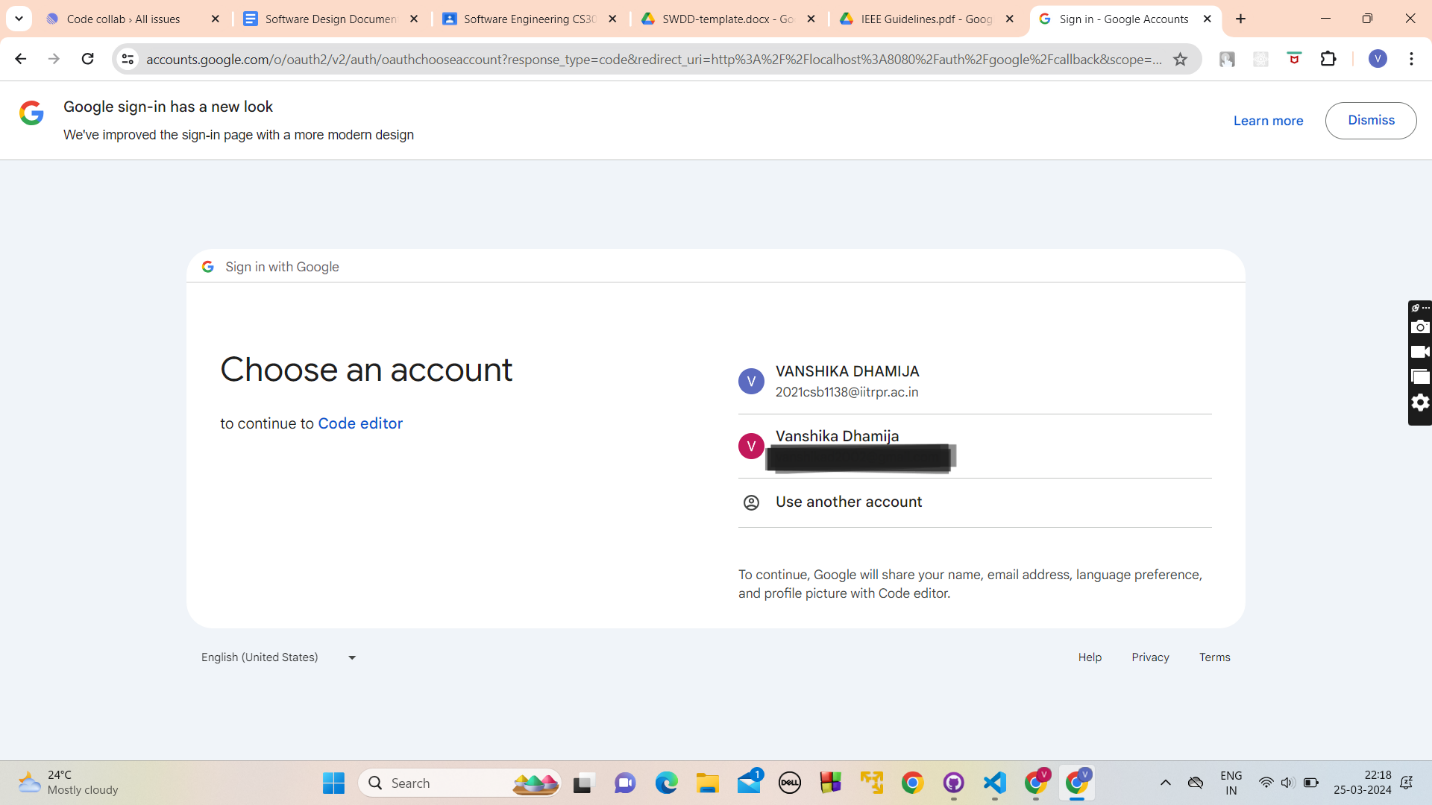 Code collab › All issues
Software Design Documen
Software Engineering CS30
SWDD-template.docx - Go
IEEE Guidelines.pdf - Goog
Sign in - Google Accounts
accounts.google.com/o/oauth2/v2/auth/oauthchooseaccount?response_type=code&redirect_uri=http%3A%2F%2Flocalhost%3A8080%2Fauth%2Fgoogle%2Fcallback&scope=...
V
Google sign-in has a new look
We've improved the sign-in page with a more modern design
Learn more
Dismiss
Sign in with Google
Choose an account
to continue to Code editor
V
VANSHIKA DHAMIJA
2021csb1138@iitrpr.ac.in
V
Vanshika Dhamija
Use another account
To continue, Google will share your name, email address, language preference,
and profile picture with Code editor.
English (United States)
Help
Privacy
Terms
24°C
Mostly cloudy
Search
1
DELL
V
V
ENG
IN
22:18
25-03-2024